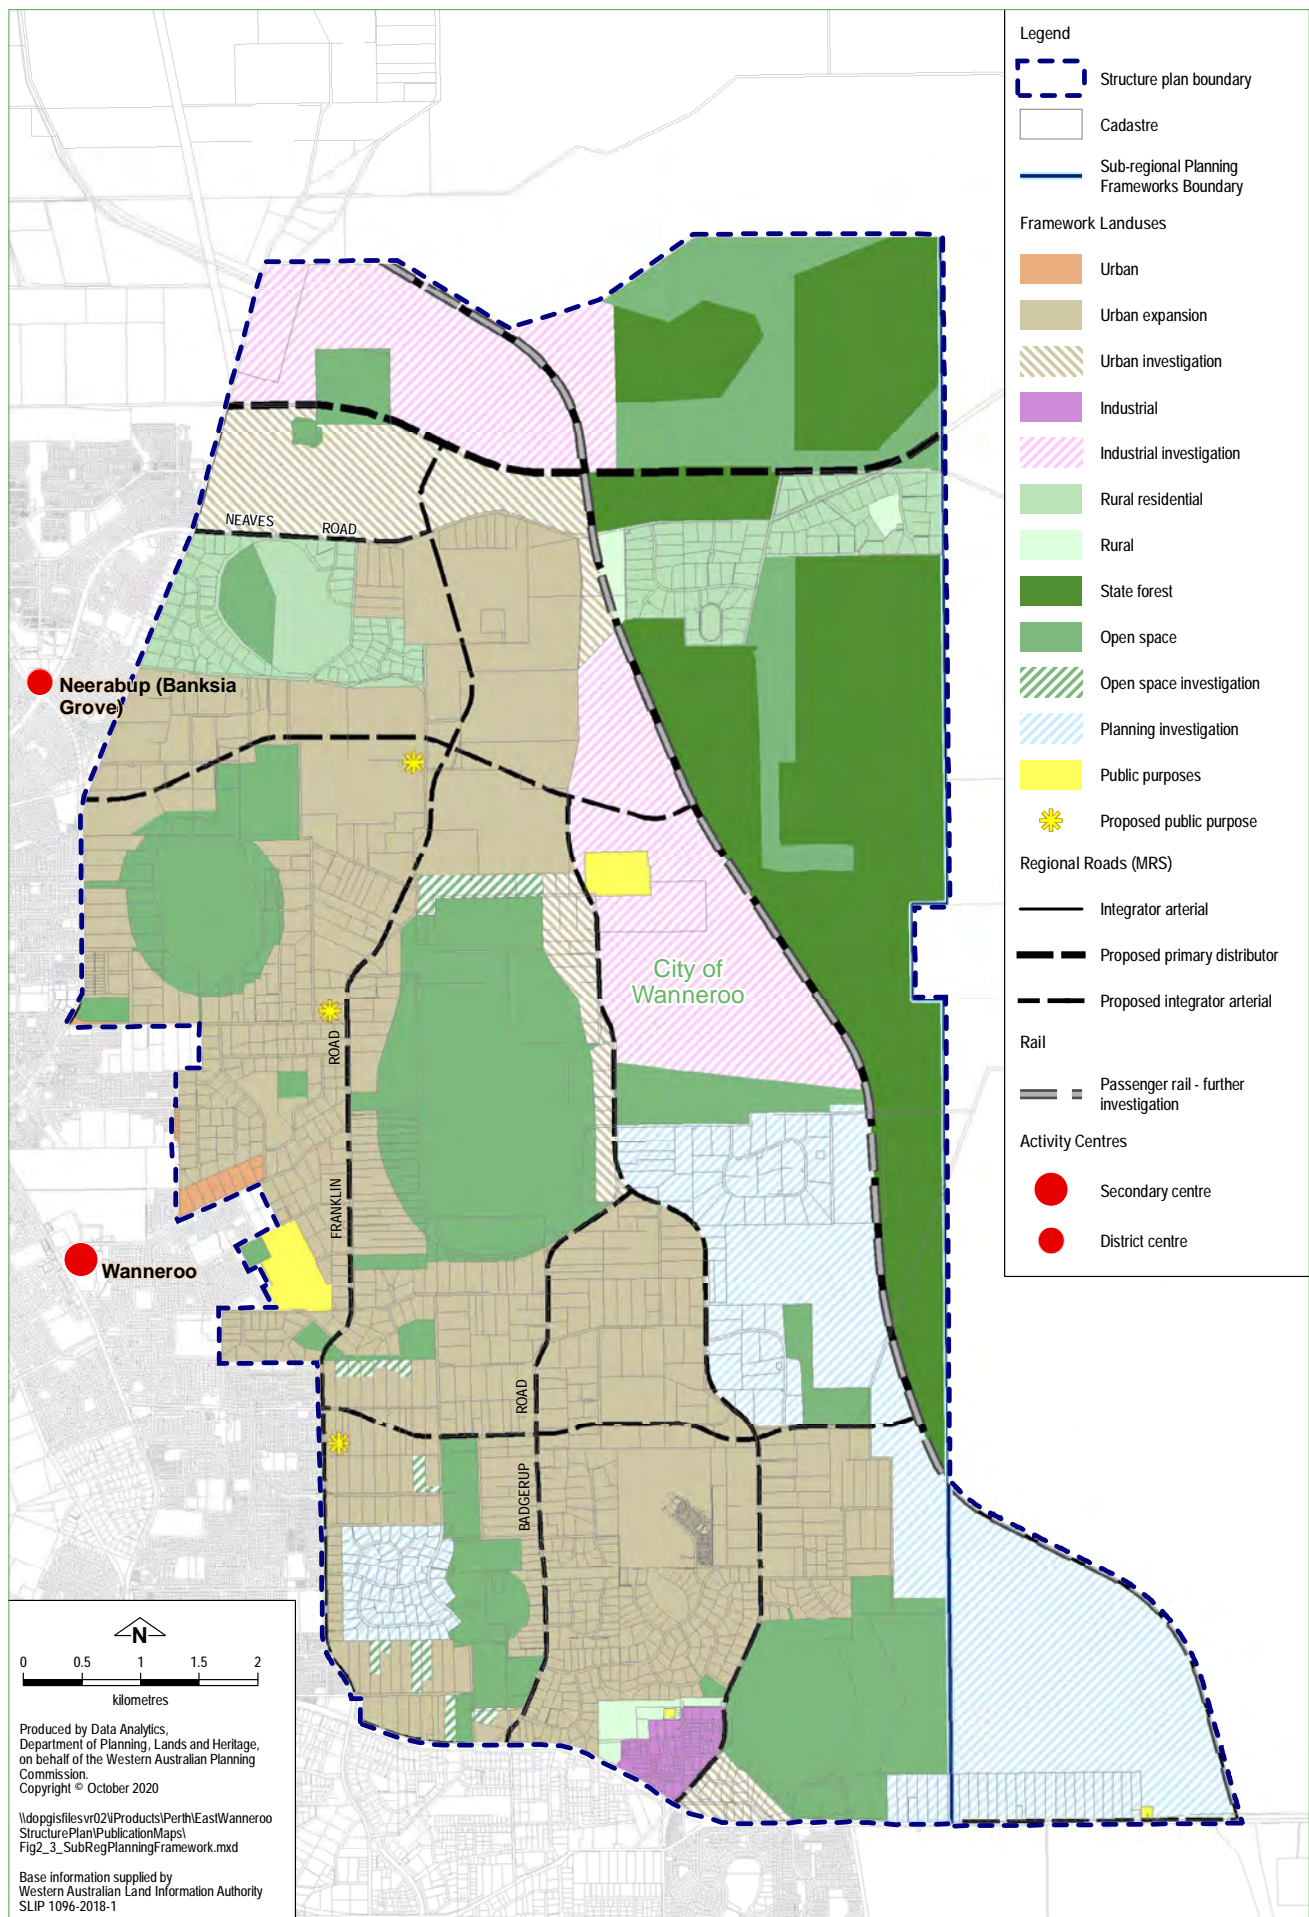 Legend
Structure plan boundary
Cadastre
Sub-regional Planning
Frameworks Boundary
Framework Landuses
Urban
Urban expansion
Urban investigation
Industrial
Industrial investigation
Rural residential
Rural
State forest
Open space
Open space investigation
Planning investigation
Public purposes
Proposed public purpose
Regional Roads (MRS)
Integrator arterial
Proposed primary distributor
Proposed integrator arterial
Rail
Passenger rail - further
investigation
Activity Centres
Secondary centre
District centre
NEAVES ROAD
Neerabup (Banksia
Grove)
City of
Wanneroo
ROAD
FRANKLIN
Wanneroo
ROAD
BADGERUP
N
0 0.5 1 1.5 2
kilometres
Produced by Data Analytics,
Department of Planning, Lands and Heritage,
on behalf of the Western Australian Planning
Commission.
Copyright © October 2020
\\dopgisfilesvr02\iProducts\Perth\EastWanneroo
StructurePlan\PublicationMaps\
Fig2_3_SubRegPlanningFramework.mxd
Base information supplied by
Western Australian Land Information Authority
SLIP 1096-2018-1